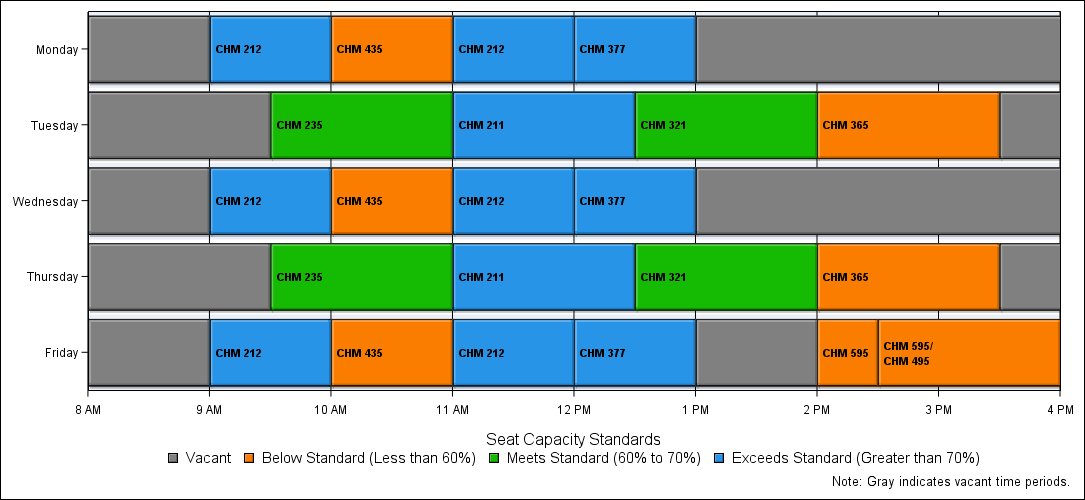 Monday
CHM 212
CHM 435
CHM 212
CHM 377
Tuesday
CHM 235
CHM 211
CHM 321
CHM 365
Wednesday
CHM 212
CHM 435
CHM 212
CHM 377
Thursday
CHM 235
CHM 211
CHM 321
CHM 365
Friday
CHM 212
CHM 435
CHM 212
CHM 377
CHM 595
CHM 595/
CHM 495
8 AM 9 AM 10 AM 11 AM 12 PM 1 PM 2 PM 3 PM 4 PM
Seat Capacity Standards
Vacant Below Standard (Less than 60%) Meets Standard (60% to 70%) Exceeds Standard (Greater than 70%)
Note: Gray indicates vacant time periods.